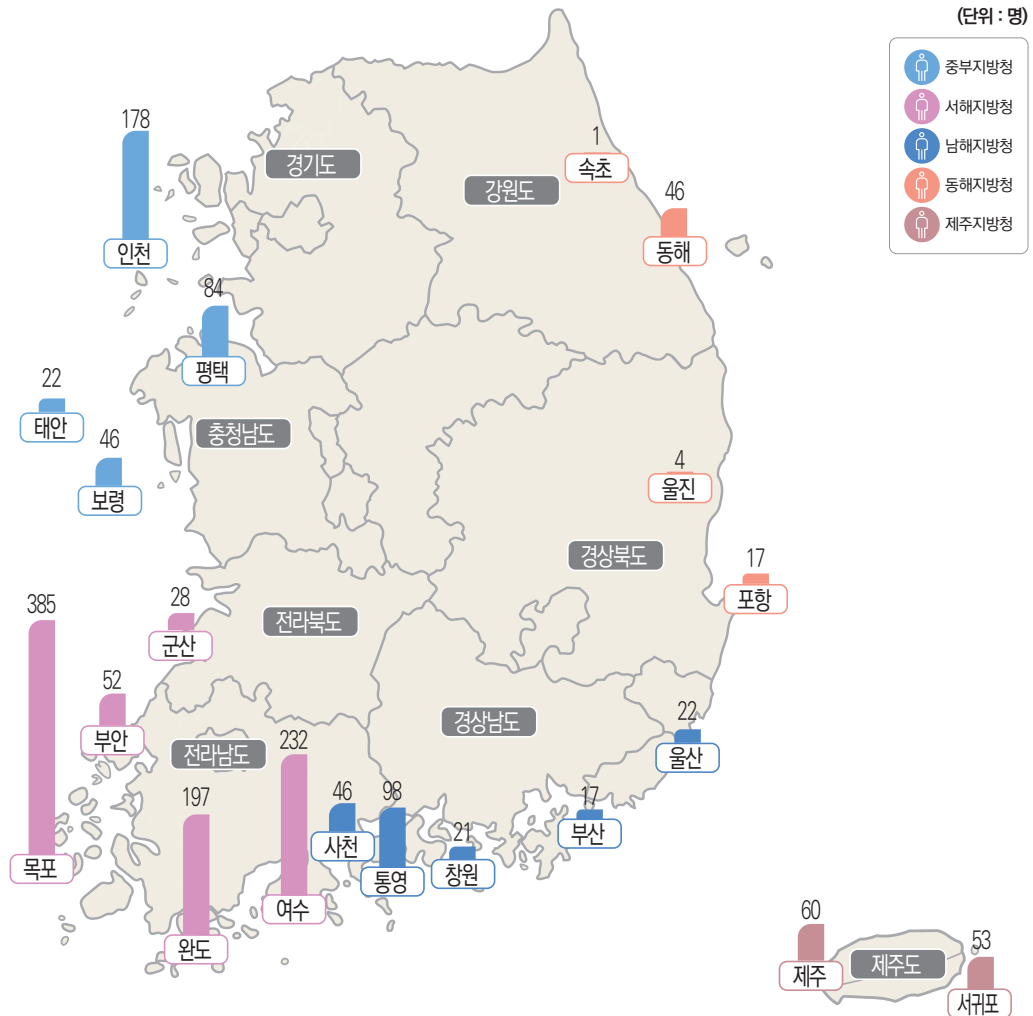 (단위 : 명)
중부지방청
서해지방청
남해지방청
동해지방청
제주지방청
178
인천
경기도
강원도
1
속초
46
동해
84
평택
22
태안
46
보령
충청남도
4
울진
경상북도
17
포항
385
목포
28
군산
전라북도
52
부안
전라남도
232
여수
197
완도
경상남도
46
사천
98
통영
21
창원
17
부산
22
울산
60
제주
제주도
53
서귀포